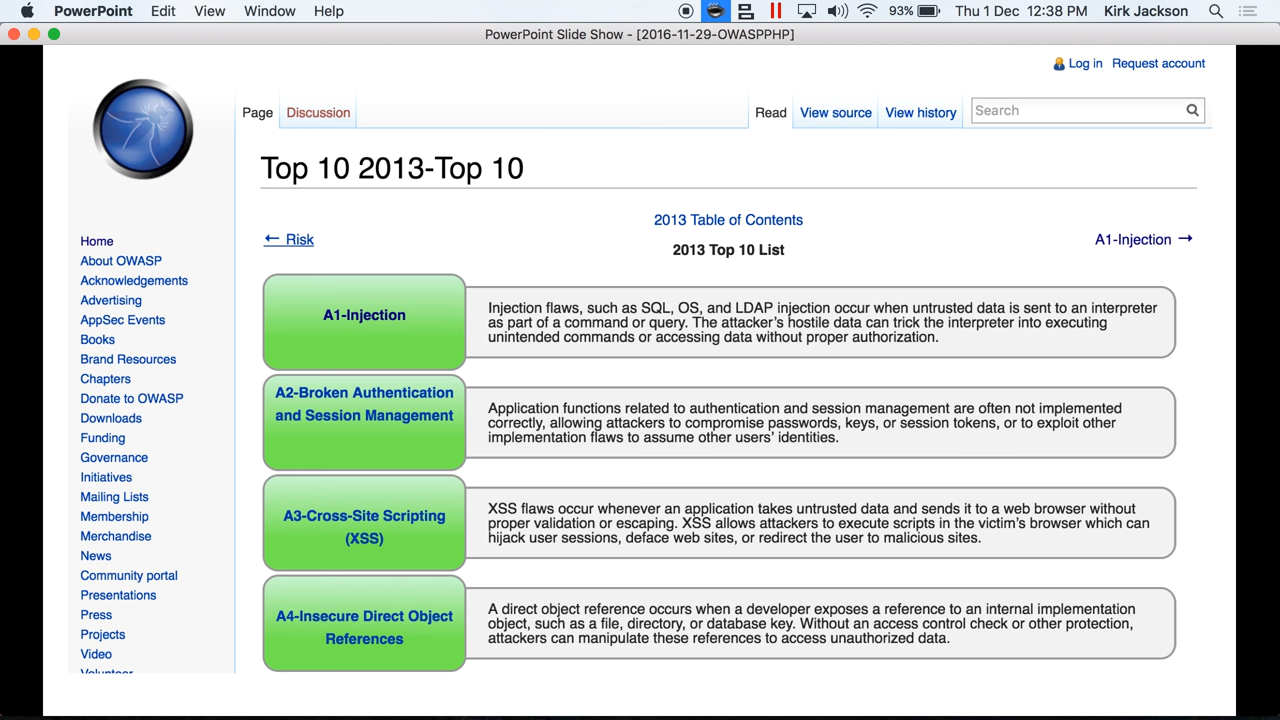 PowerPoint Edit View Window Help 93% Thu 1 Dec 12:38 PM Kirk Jackson
PowerPoint Slide Show - [2016-11-29-OWASPPHP]
Log in Request account
Page Discussion Read View source View history Search
Top 10 2013-Top 10
2013 Table of Contents
← Risk
2013 Top 10 List
A1-Injection →
Home
About OWASP
Acknowledgements
Advertising
AppSec Events
Books
Brand Resources
Chapters
Donate to OWASP
Downloads
Funding
Governance
Initiatives
Mailing Lists
Membership
Merchandise
News
Community portal
Presentations
Press
Projects
Video
Volunteer
A1-Injection
Injection flaws, such as SQL, OS, and LDAP injection occur when untrusted data is sent to an interpreter
as part of a command or query. The attacker’s hostile data can trick the interpreter into executing
unintended commands or accessing data without proper authorization.
A2-Broken Authentication
and Session Management
Application functions related to authentication and session management are often not implemented
correctly, allowing attackers to compromise passwords, keys, or session tokens, or to exploit other
implementation flaws to assume other users’ identities.
A3-Cross-Site Scripting
(XSS)
XSS flaws occur whenever an application takes untrusted data and sends it to a web browser without
proper validation or escaping. XSS allows attackers to execute scripts in the victim’s browser which can
hijack user sessions, deface web sites, or redirect the user to malicious sites.
A4-Insecure Direct Object
References
A direct object reference occurs when a developer exposes a reference to an internal implementation
object, such as a file, directory, or database key. Without an access control check or other protection,
attackers can manipulate these references to access unauthorized data.